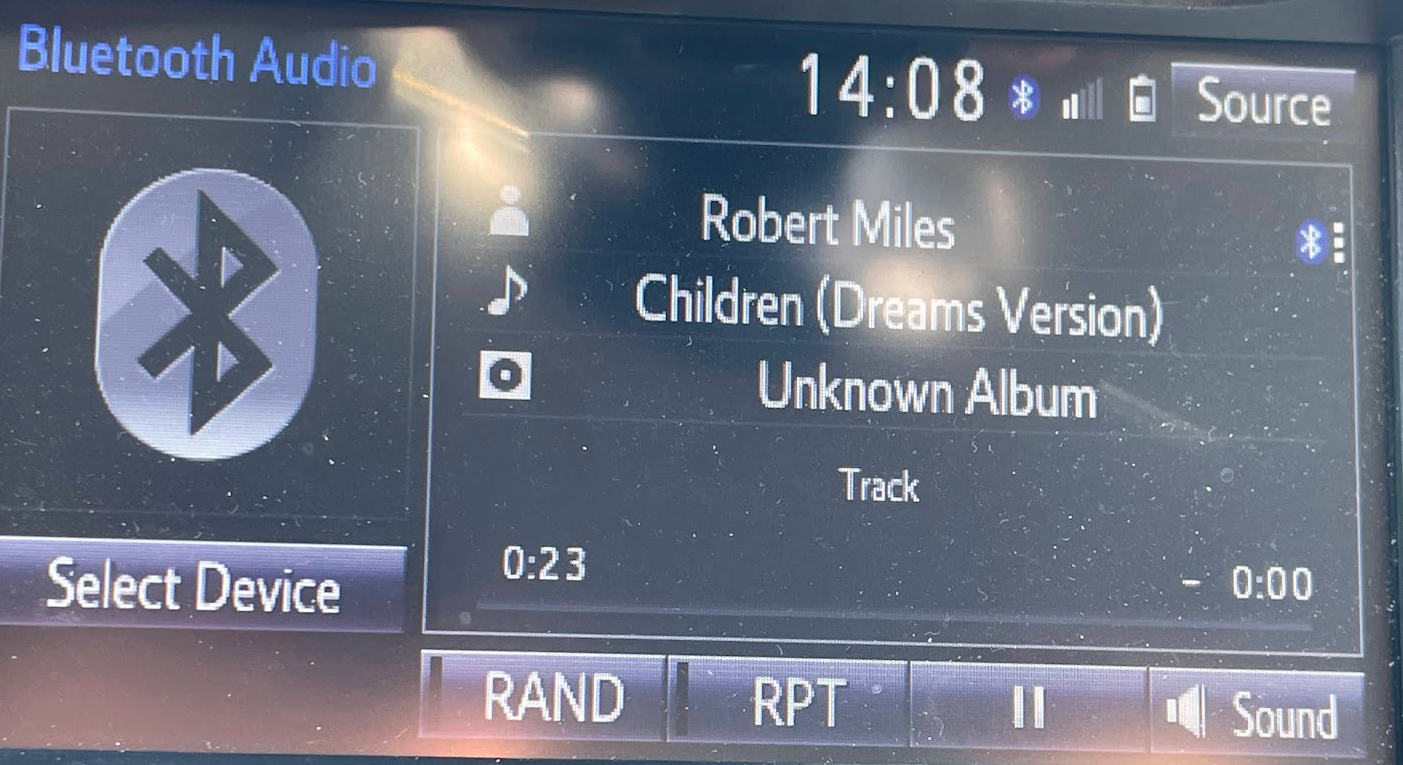 Bluetooth Audio
14:08
Source
Robert Miles
Children (Dreams Version)
Unknown Album
Track
0:23
- 0:00
Select Device
RAND
RPT
Sound